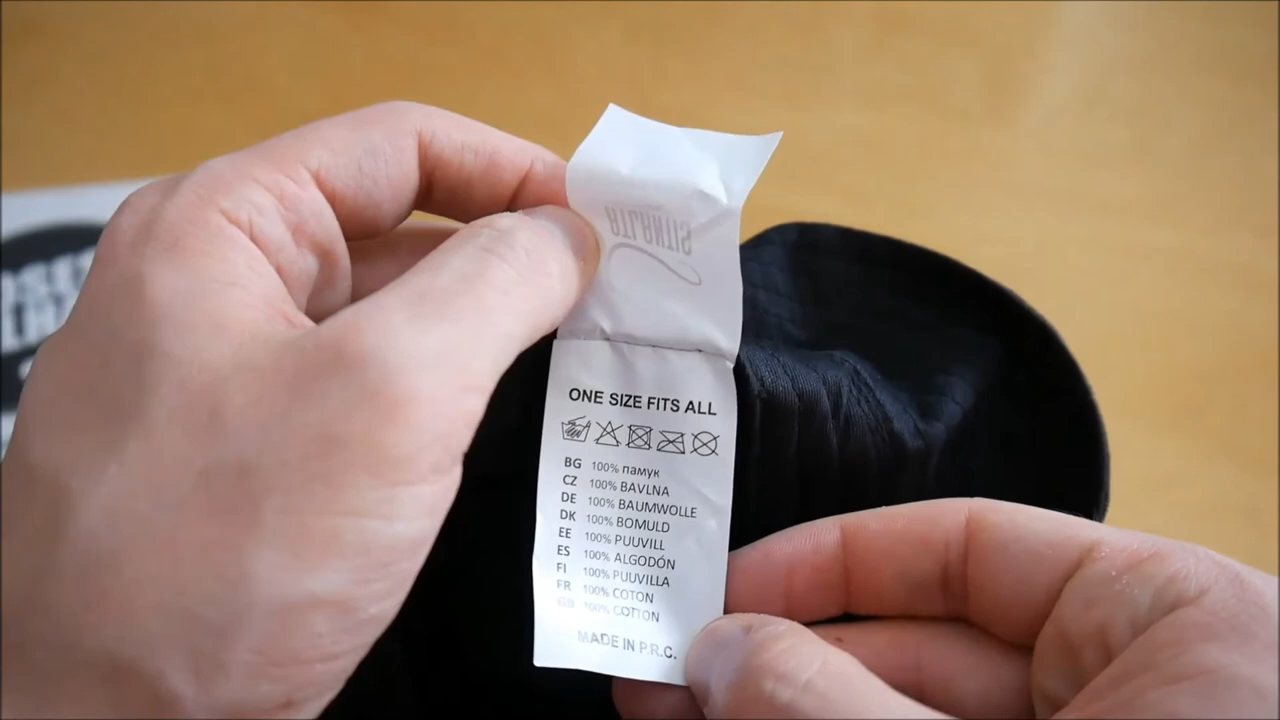 ATLANTIS
ONE SIZE FITS ALL
BG 100% памук
CZ 100% BAVLNA
DE 100% BAUMWOLLE
DK 100% BOMULD
EE 100% PUUVILL
ES 100% ALGODÓN
FI 100% PUUVILLA
FR 100% COTON
GB 100% COTTON
MADE IN P.R.C.